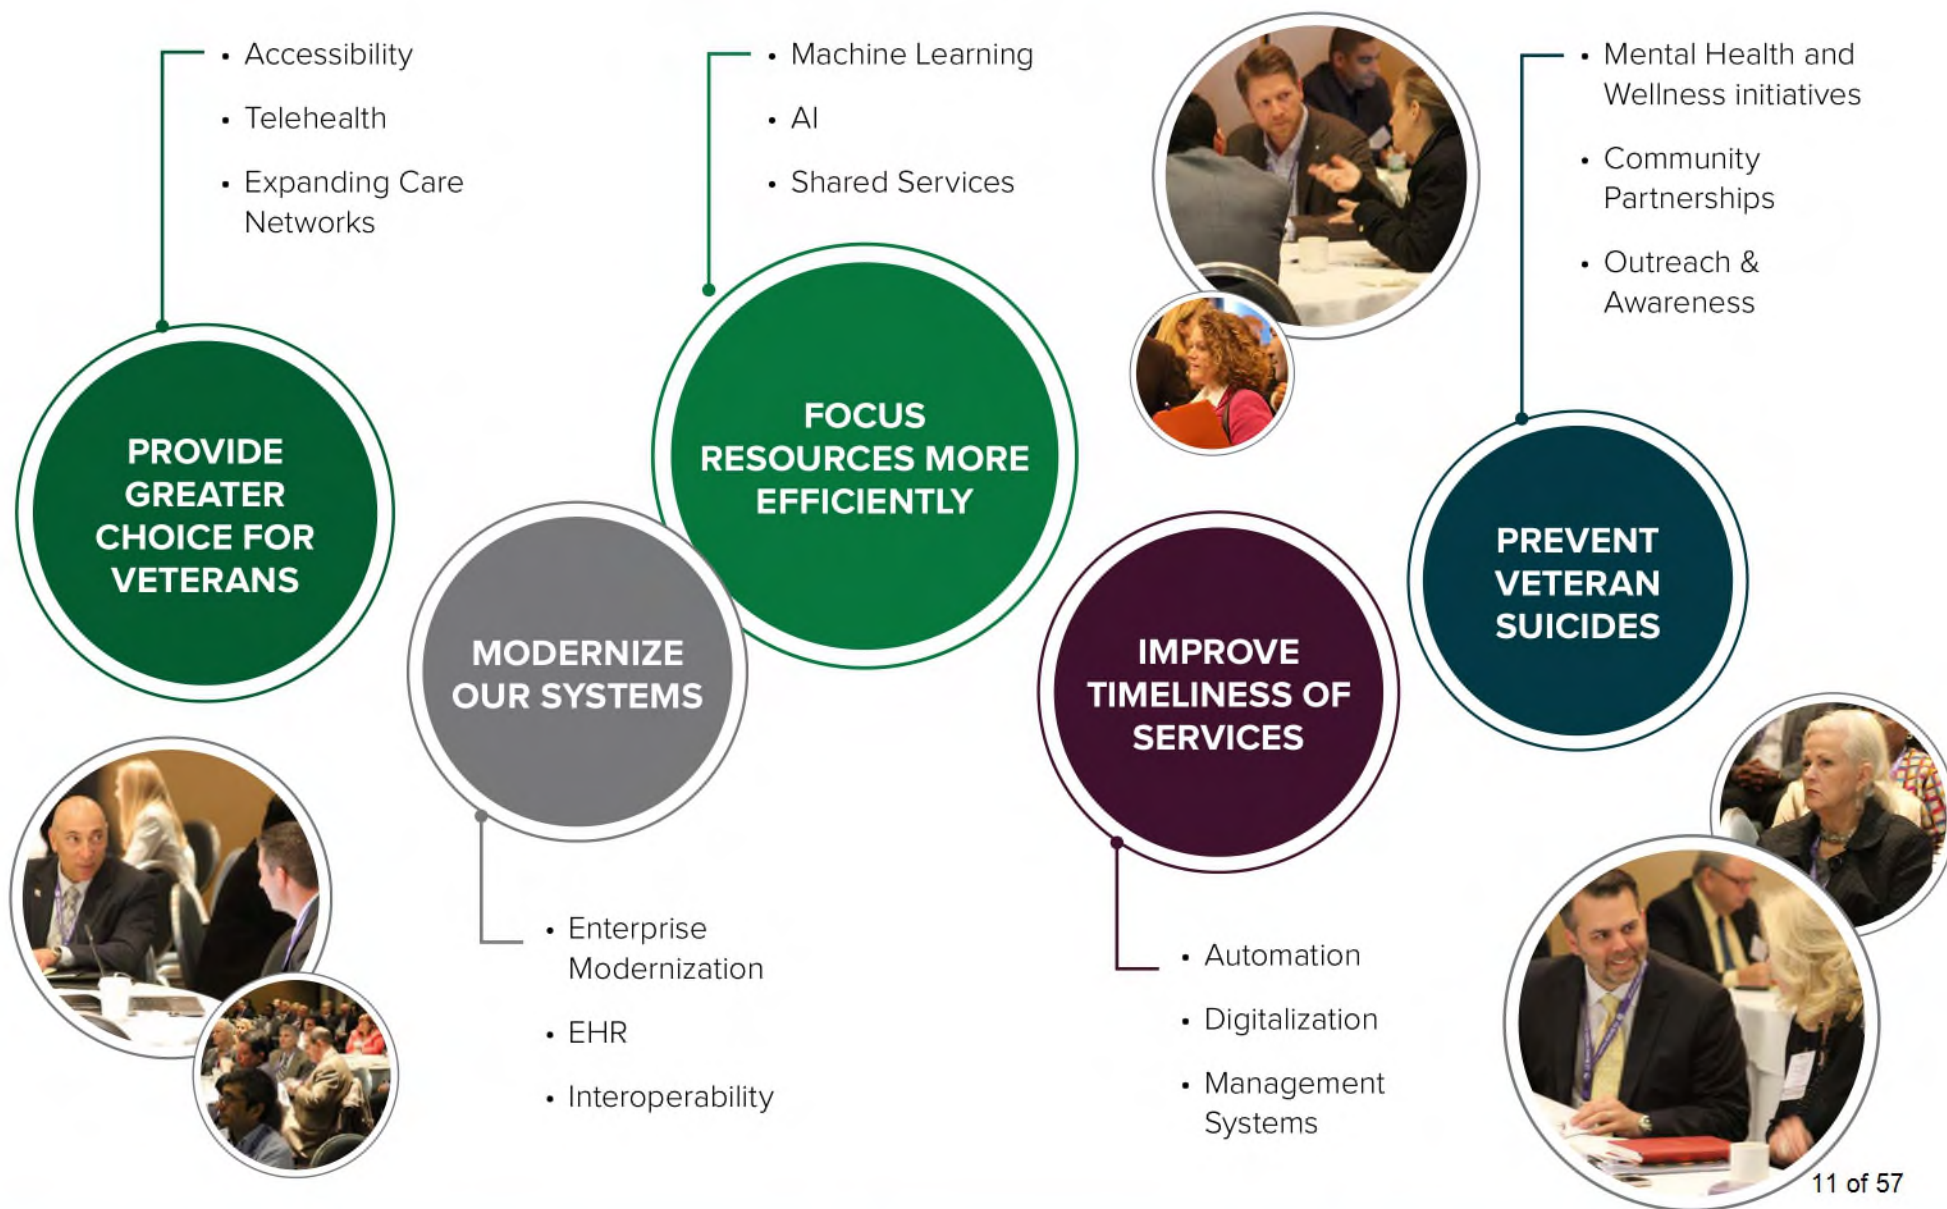 • Accessibility
• Telehealth
• Expanding Care
Networks
PROVIDE
GREATER
CHOICE FOR
VETERANS
MODERNIZE
OUR SYSTEMS
• Enterprise
Modernization
• EHR
• Interoperability
• Machine Learning
• AI
• Shared Services
FOCUS
RESOURCES MORE
EFFICIENTLY
IMPROVE
TIMELINESS OF
SERVICES
• Automation
• Digitalization
• Management
Systems
• Mental Health and
Wellness initiatives
• Community
Partnerships
• Outreach &
Awareness
PREVENT
VETERAN
SUICIDES
11 of 57